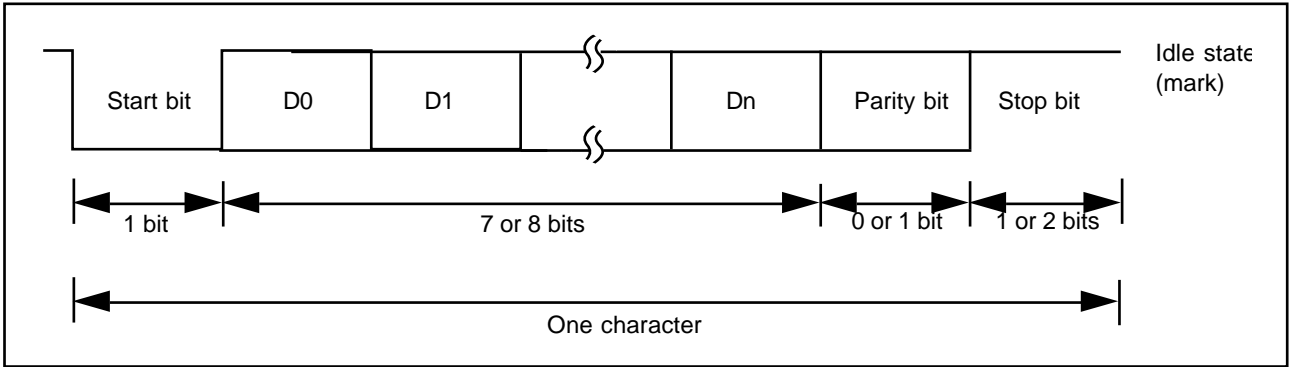 Idle state
(mark)
Start bit
D0
D1
Dn
Parity bit
Stop bit
1 bit
7 or 8 bits
0 or 1 bit
1 or 2 bits
One character